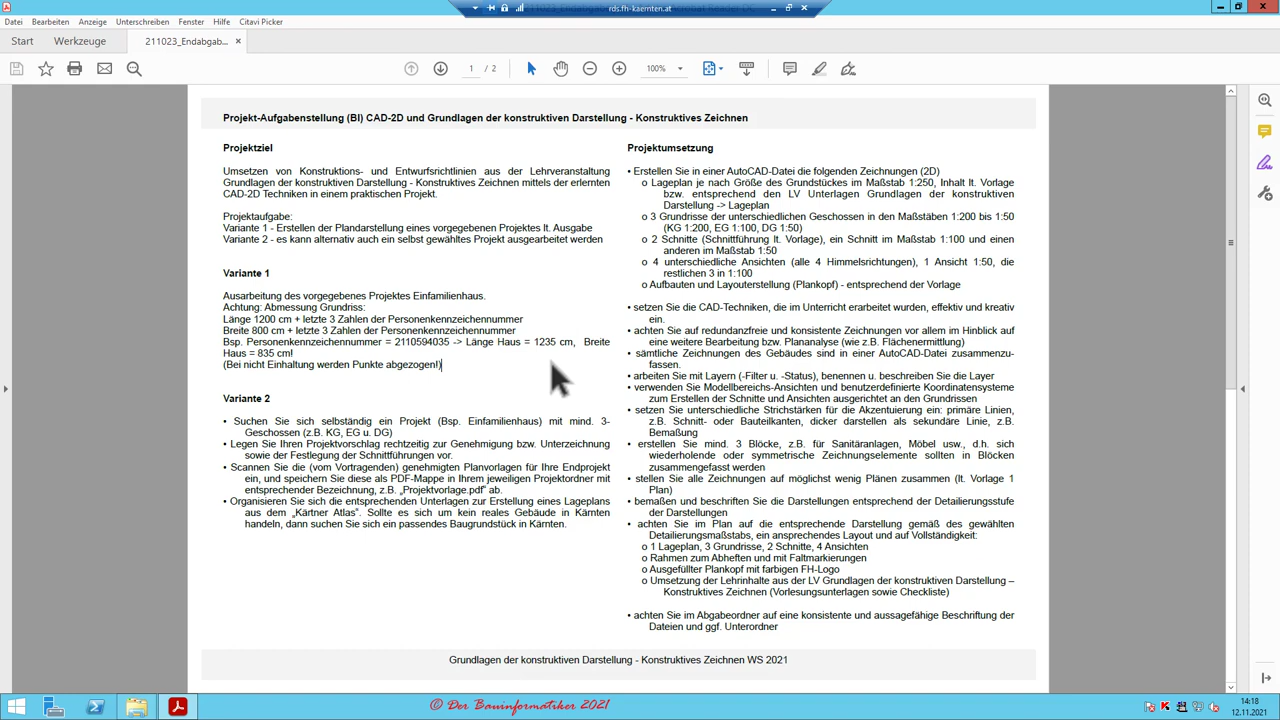 rds.fh-kaernten.at
Datei Bearbeiten Anzeige Unterschreiben Fenster Hilfe Citavi Picker
Start Werkzeuge 211023_Endabgab... ×
1 / 2 100%
Projekt-Aufgabenstellung (BI) CAD-2D und Grundlagen der konstruktiven Darstellung - Konstruktives Zeichnen
Projektziel
Umsetzen von Konstruktions- und Entwurfsrichtlinien aus der Lehrveranstaltung
Grundlagen der konstruktiven Darstellung - Konstruktives Zeichnen mittels der erlernten
CAD-2D Techniken in einem praktischen Projekt.
Projektaufgabe:
Variante 1 - Erstellen der Plandarstellung eines vorgegebenen Projektes lt. Ausgabe
Variante 2 - es kann alternativ auch ein selbst gewähltes Projekt ausgearbeitet werden
Variante 1
Ausarbeitung des vorgegebenes Projektes Einfamilienhaus.
Achtung: Abmessung Grundriss:
Länge 1200 cm + letzte 3 Zahlen der Personenkennzeichennummer
Breite 800 cm + letzte 3 Zahlen der Personenkennzeichennummer
Bsp. Personenkennzeichennummer = 2110594035 -> Länge Haus = 1235 cm, Breite
Haus = 835 cm!
(Bei nicht Einhaltung werden Punkte abgezogen!)
Variante 2
• Suchen Sie sich selbständig ein Projekt (Bsp. Einfamilienhaus) mit mind. 3-
Geschossen (z.B. KG, EG u. DG)
• Legen Sie Ihren Projektvorschlag rechtzeitig zur Genehmigung bzw. Unterzeichnung
sowie der Festlegung der Schnittführungen vor.
• Scannen Sie die (vom Vortragenden) genehmigten Planvorlagen für Ihre Endprojekt
ein, und speichern Sie diese als PDF-Mappe in Ihrem jeweiligen Projektordner mit
entsprechender Bezeichnung, z.B. „Projektvorlage.pdf" ab.
• Organisieren Sie sich die entsprechenden Unterlagen zur Erstellung eines Lageplans
aus dem „Kärtner Atlas". Sollte es sich um kein reales Gebäude in Kärnten
handeln, dann suchen Sie sich ein passendes Baugrundstück in Kärnten.
Projektumsetzung
• Erstellen Sie in einer AutoCAD-Datei die folgenden Zeichnungen (2D)
o Lageplan je nach Größe des Grundstückes im Maßstab 1:250, Inhalt lt. Vorlage
bzw. entsprechend den LV Unterlagen Grundlagen der konstruktiven
Darstellung -> Lageplan
o 3 Grundrisse der unterschiedlichen Geschossen in den Maßstäben 1:200 bis 1:50
(KG 1:200, EG 1:100, DG 1:50)
o 2 Schnitte (Schnittführung lt. Vorlage), ein Schnitt im Maßstab 1:100 und einen
anderen im Maßstab 1:50
o 4 unterschiedliche Ansichten (alle 4 Himmelsrichtungen), 1 Ansicht 1:50, die
restlichen 3 in 1:100
o Aufbauten und Layouterstellung (Plankopf) - entsprechend der Vorlage
• setzen Sie die CAD-Techniken, die im Unterricht erarbeitet wurden, effektiv und kreativ
ein.
• achten Sie auf redundanzfreie und konsistente Zeichnungen vor allem im Hinblick auf
eine weitere Bearbeitung bzw. Plananalyse (wie z.B. Flächenermittlung)
• sämtliche Zeichnungen des Gebäudes sind in einer AutoCAD-Datei zusammenzu-
fassen.
• arbeiten Sie mit Layern (-Filter u. -Status), benennen u. beschreiben Sie die Layer
• verwenden Sie Modellbereichs-Ansichten und benutzerdefinierte Koordinatensysteme
zum Erstellen der Schnitte und Ansichten ausgerichtet an den Grundrissen
• setzen Sie unterschiedliche Strichstärken für die Akzentuierung ein: primäre Linien,
z.B. Schnitt- oder Bauteilkanten, dicker darstellen als sekundäre Linie, z.B.
Bemaßung
• erstellen Sie mind. 3 Blöcke, z.B. für Sanitäranlagen, Möbel usw., d.h. sich
wiederholende oder symmetrische Zeichnungselemente sollten in Blöcken
zusammengefasst werden
• stellen Sie alle Zeichnungen auf möglichst wenig Plänen zusammen (lt. Vorlage 1
Plan)
• bemaßen und beschriften Sie die Darstellungen entsprechend der Detailierungsstufe
der Darstellungen
• achten Sie im Plan auf die entsprechende Darstellung gemäß des gewählten
Detailierungsmaßstabs, ein ansprechendes Layout und auf Vollständigkeit:
o 1 Lageplan, 3 Grundrisse, 2 Schnitte, 4 Ansichten
o Rahmen zum Abheften und mit Faltmarkierungen
o Ausgefüllter Plankopf mit farbigen FH-Logo
o Umsetzung der Lehrinhalte aus der LV Grundlagen der konstruktiven Darstellung –
Konstruktives Zeichnen (Vorlesungsunterlagen sowie Checkliste)
• achten Sie im Abgabeordner auf eine konsistente und aussagefähige Beschriftung der
Dateien und ggf. Unterordner
Grundlagen der konstruktiven Darstellung - Konstruktives Zeichnen WS 2021
© Der Bauinformatiker 2021
14:18
12.11.2021